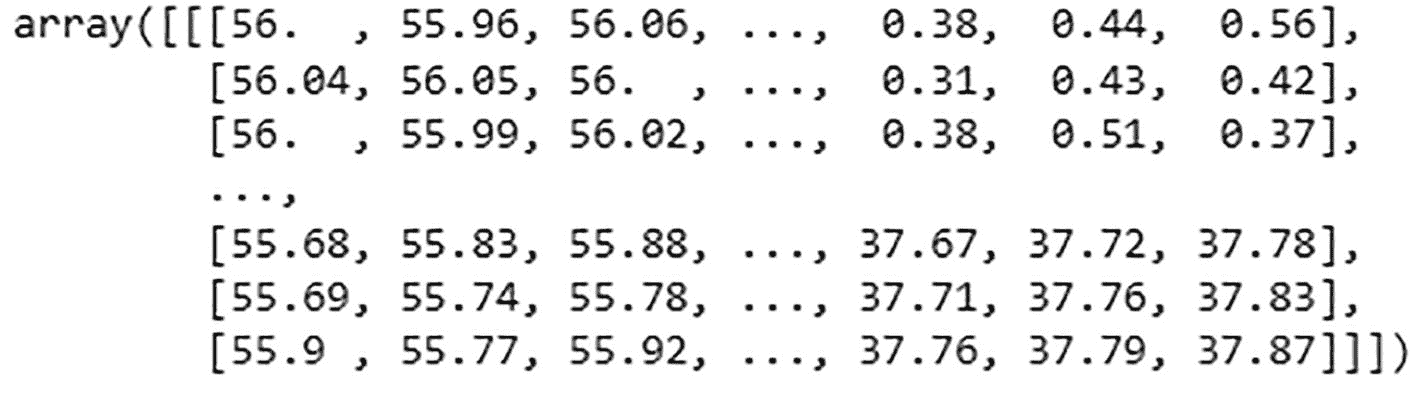 array([[[56.  , 55.96, 56.06, ...,  0.38,  0.44,  0.56],
        [56.04, 56.05, 56.  , ...,  0.31,  0.43,  0.42],
        [56.  , 55.99, 56.02, ...,  0.38,  0.51,  0.37],
        ...,
        [55.68, 55.83, 55.88, ..., 37.67, 37.72, 37.78],
        [55.69, 55.74, 55.78, ..., 37.71, 37.76, 37.83],
        [55.9 , 55.77, 55.92, ..., 37.76, 37.79, 37.87]]])